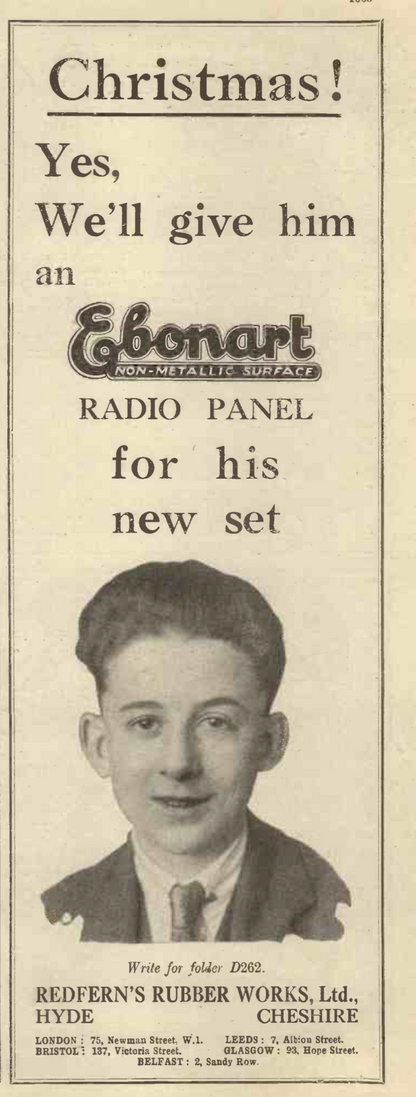 Christmas!
Yes,
We'll give him
an
Ebonart
NON-METALLIC SURFACE
RADIO PANEL
for his
new set
Write for folder D262.
REDFERN'S RUBBER WORKS, Ltd.,
HYDE CHESHIRE
LONDON : 75, Newman Street, W.1. LEEDS : 7, Albion Street.
BRISTOL : 137, Victoria Street. GLASGOW : 93, Hope Street.
BELFAST : 2, Sandy Row.